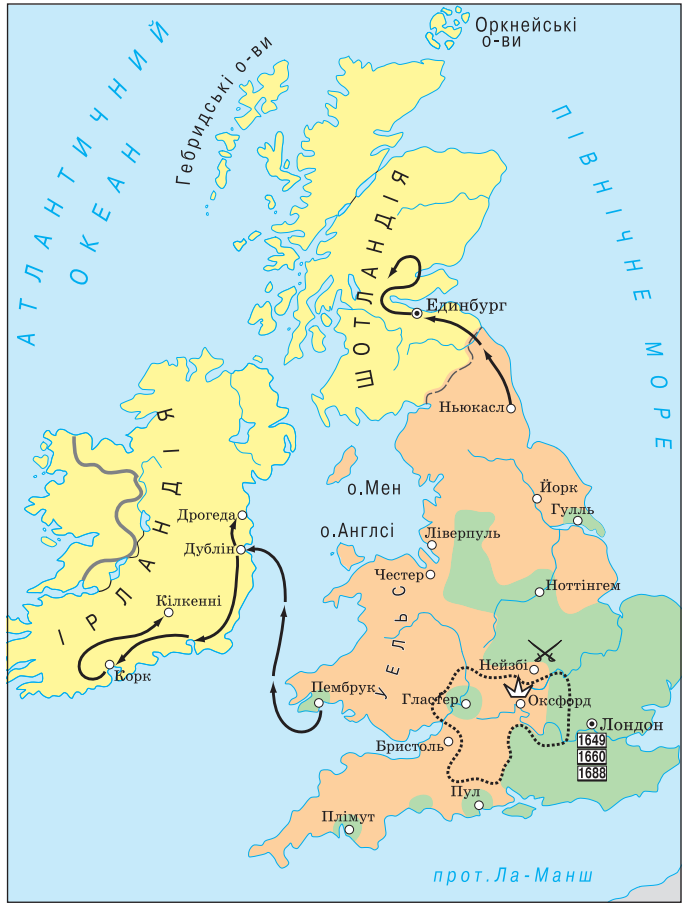 Оркнейські
о-ви
Гебридські о-ви
АТЛАНТИЧНИЙ
ОКЕАН
ПІВНІЧНЕ МОРЕ
ШОТЛАНДІЯ
Единбург
Ньюкасл
о.Мен
Йорк
Гулль
ІРЛАНДІЯ
Дрогеда
о.Англсі
Ліверпуль
Дублін
Честер
Ноттінгем
Кілкенні
УЕЛЬС
Нейзбі
Корк
Пембрук
Гластер
Оксфорд
Лондон
1649
1660
1688
Бристоль
Пул
Плімут
прот.Ла-Манш